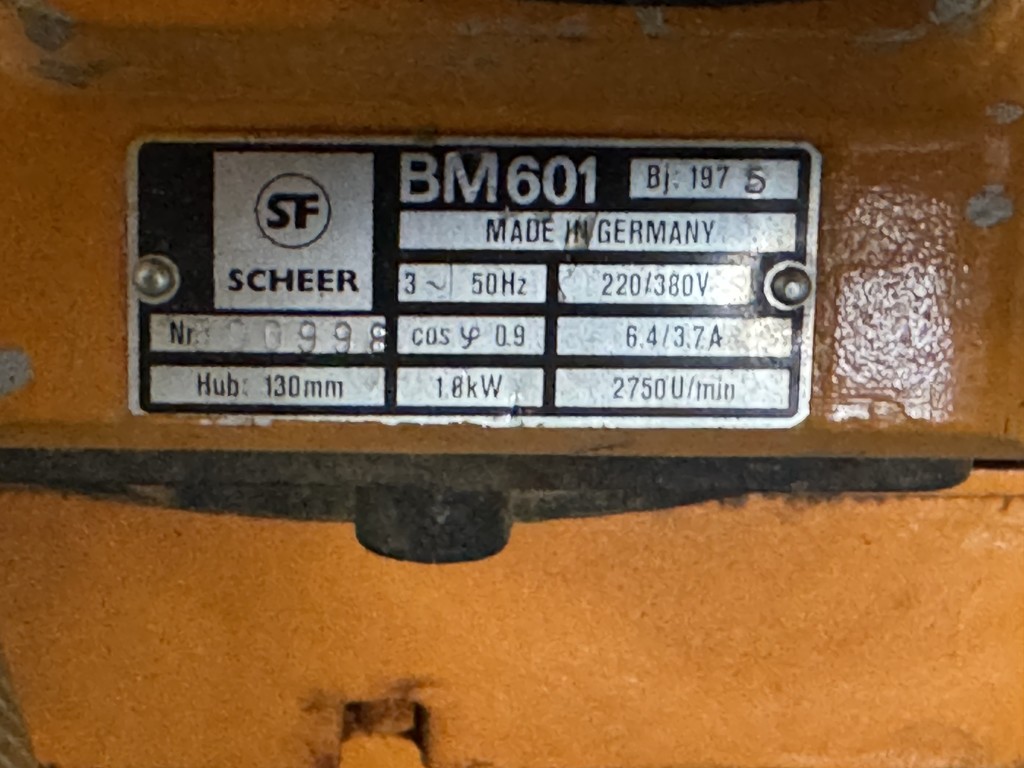 SF
SCHEER
BM601
Bj: 197 5
MADE IN GERMANY
3 ~ 50Hz 220/380V
Nr. cos φ 0.9 6.4/3.7A
Hub: 130mm 1.8kW 2750U/min